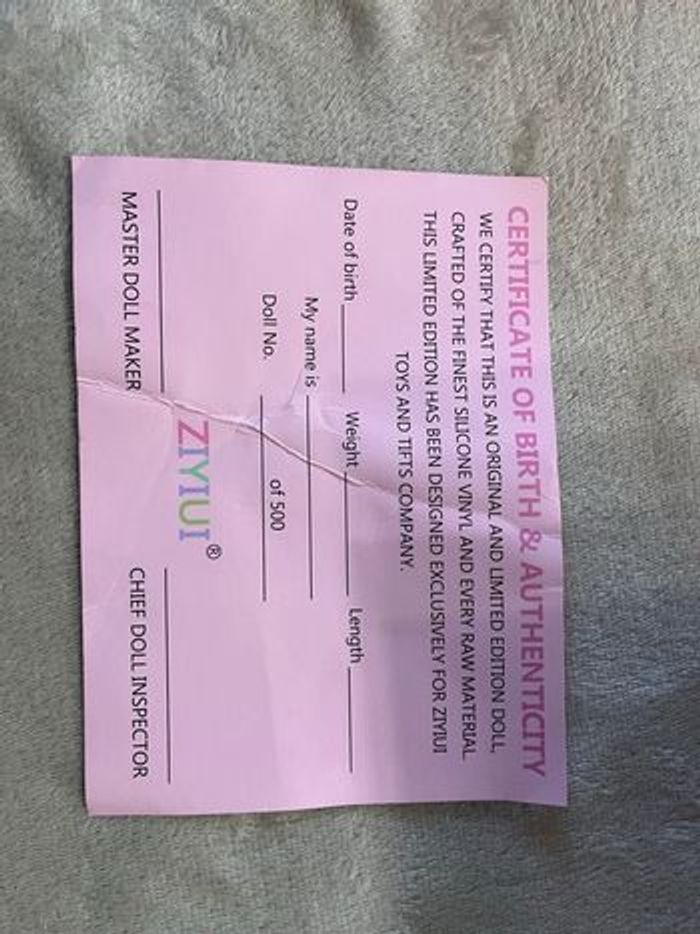 CERTIFICATE OF BIRTH & AUTHENTICITY
WE CERTIFY THAT THIS IS AN ORIGINAL AND LIMITED EDITION DOLL,
CRAFTED OF THE FINEST SILICONE VINYL AND EVERY RAW MATERIAL.
THIS LIMITED EDITION HAS BEEN DESIGNED EXCLUSIVELY FOR ZIYIUI
TOYS AND TIFTS COMPANY.
Date of birth Weight Length
My name is
Doll No. of 500
ZIYIUI®
MASTER DOLL MAKER CHIEF DOLL INSPECTOR